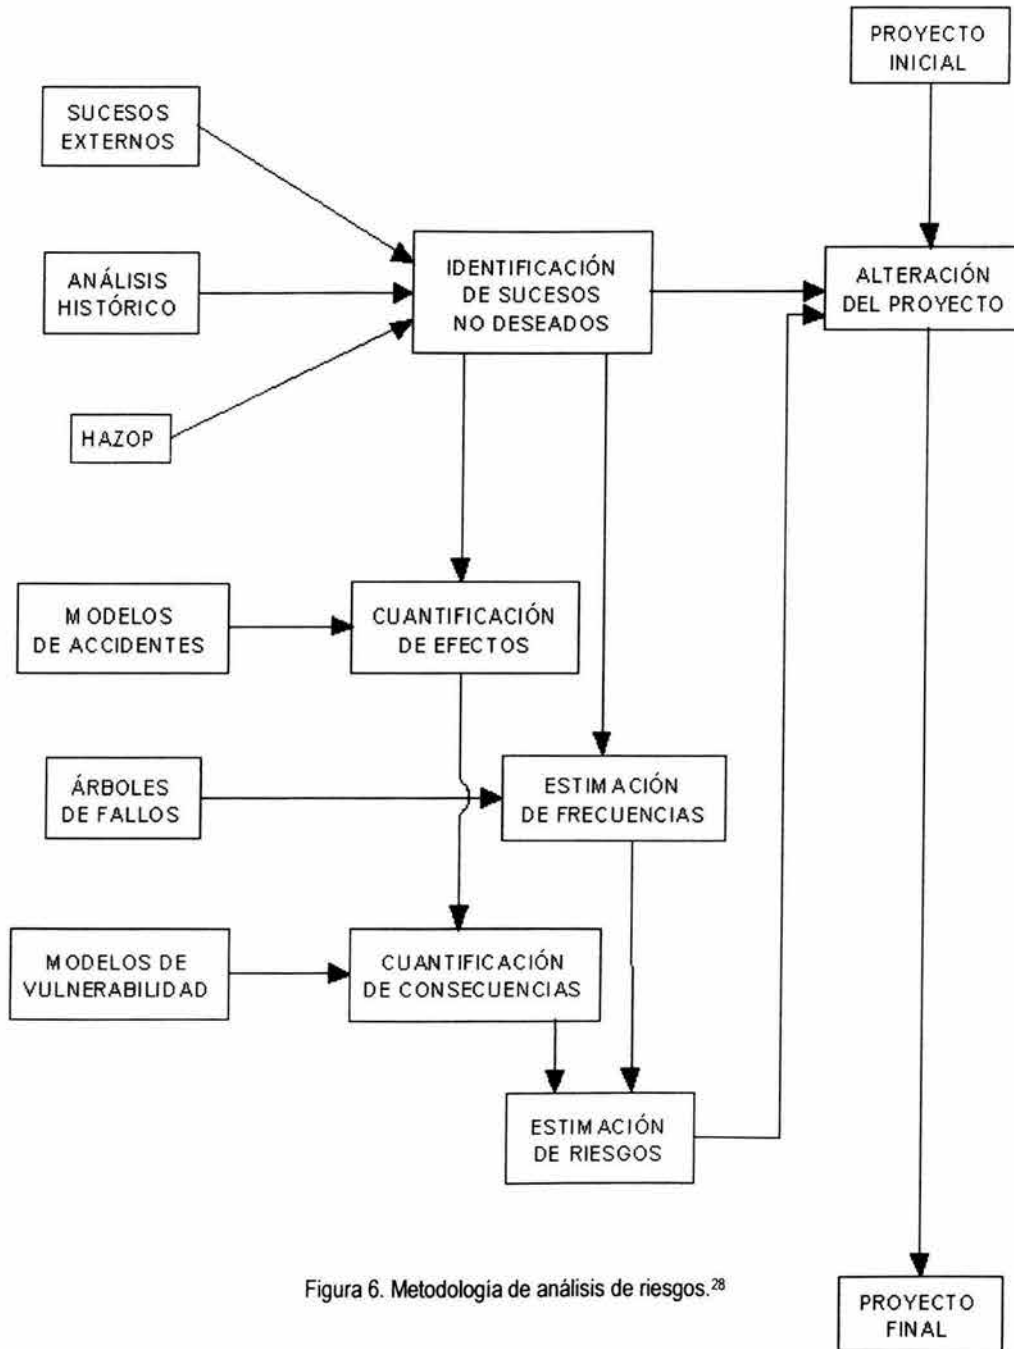 PROYECTO
INICIAL
SUCESOS
EXTERNOS
ANÁLISIS
HISTÓRICO
IDENTIFICACIÓN
DE SUCESOS
NO DESEADOS
ALTERACIÓN
DEL PROYECTO
HAZOP
MODELOS
DE ACCIDENTES
CUANTIFICACIÓN
DE EFECTOS
ÁRBOLES
DE FALLOS
ESTIMACIÓN
DE FRECUENCIAS
MODELOS DE
VULNERABILIDAD
CUANTIFICACIÓN
DE CONSECUENCIAS
ESTIMACIÓN
DE RIESGOS
Figura 6. Metodología de análisis de riesgos.28
PROYECTO
FINAL